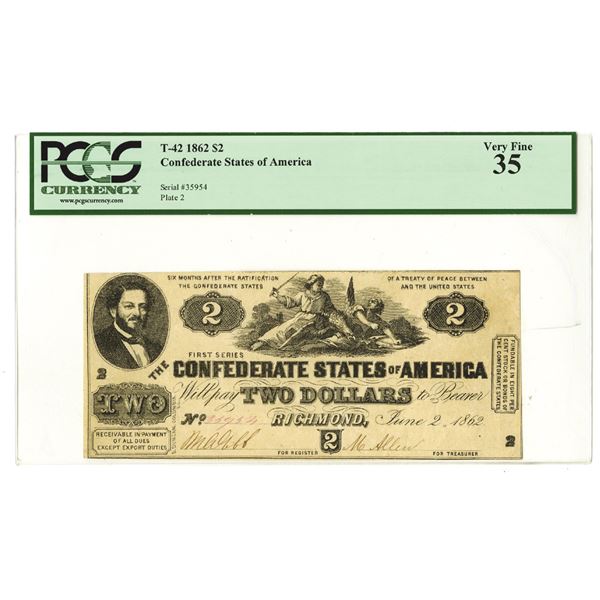 PCGS
CURRENCY
www.pcgscurrency.com
T-42 1862 $2
Confederate States of America
Serial #35954
Plate 2
Very Fine
35
SIX MONTHS AFTER THE RATIFICATION
THE CONFEDERATE STATES
OF A TREATY OF PEACE BETWEEN
AND THE UNITED STATES
2
2
FIRST SERIES
2
THE CONFEDERATE STATES OF AMERICA
Will pay TWO DOLLARS to Bearer
TWO
No 35954
RICHMOND, June 2, 1862
RECEIVABLE IN PAYMENT
OF ALL DUES
EXCEPT EXPORT DUTIES
FUNDABLE IN EIGHT PER
CENT STOCK OR BONDS OF
THE CONFEDERATE STATES
2
2
M. Allen
FOR REGISTER
FOR TREASURER